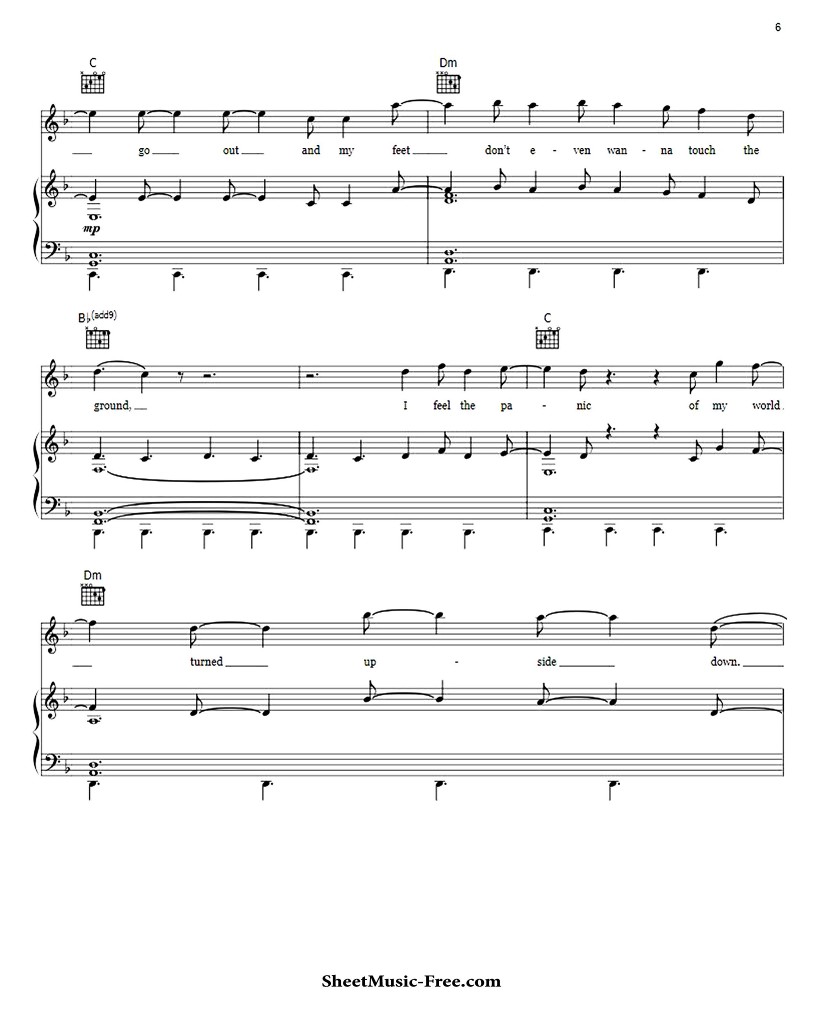 6
C Dm
go out and my feet don't e - ven wan - na touch the
mp
B♭(add9) C
ground, I feel the pa - nic of my world
Dm
turned up - side down.
SheetMusic-Free.com